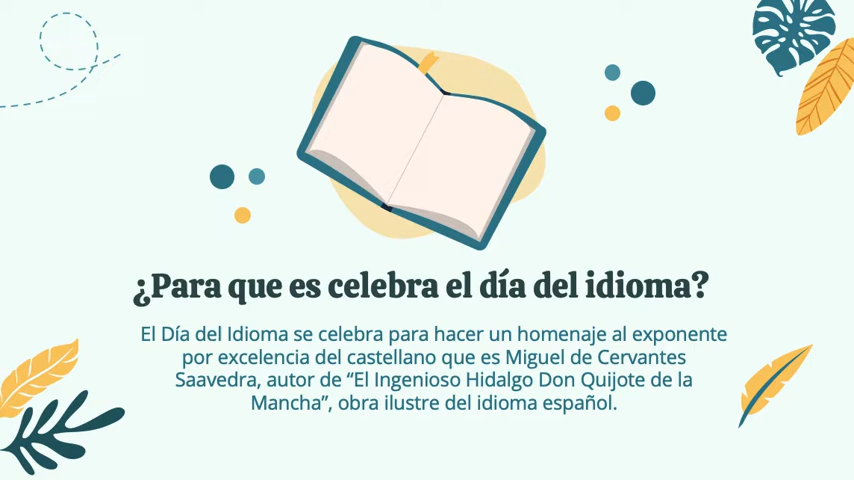 ¿Para que es celebra el día del idioma?
El Día del Idioma se celebra para hacer un homenaje al exponente
por excelencia del castellano que es Miguel de Cervantes
Saavedra, autor de “El Ingenioso Hidalgo Don Quijote de la
Mancha”, obra ilustre del idioma español.